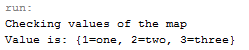 run:
Checking values of the map
Value is: {1=one, 2=two, 3=three}